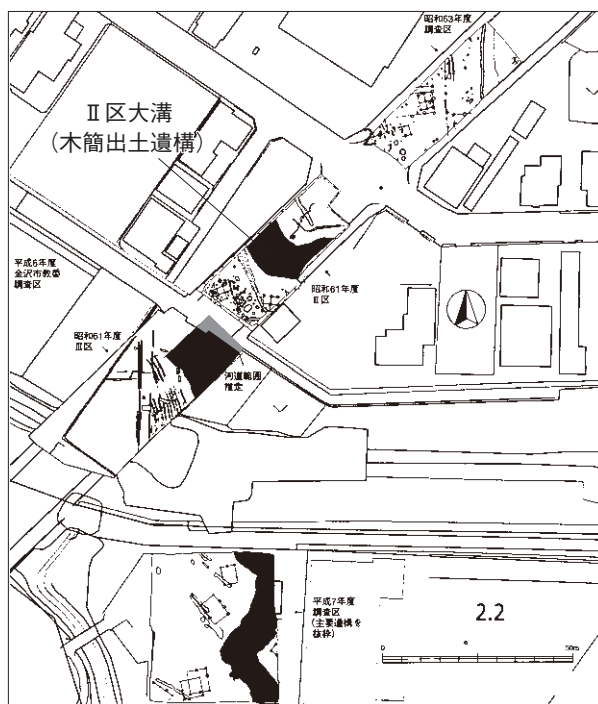 昭和63年度
調査区
Ⅱ区大溝
(木簡出土遺構)
平成6年度
金沢市教委
調査区
昭和61年度
Ⅱ区
昭和61年度
Ⅲ区
河道範囲
推定
平成7年度
調査区
(主要遺構を
抜粋)
2.2
0
50m